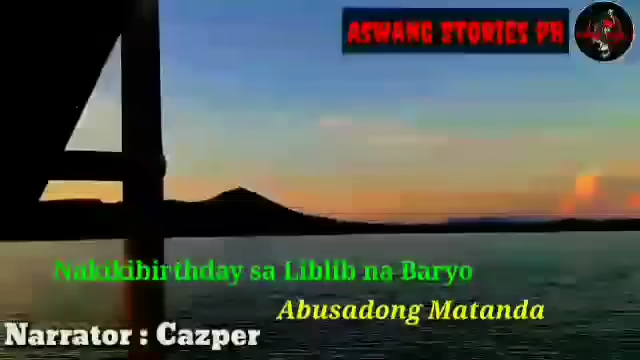 ASWANG STORIES PH
Nakikibirthday sa Liblib na Baryo
Abusadong Matanda
Narrator : Cazper